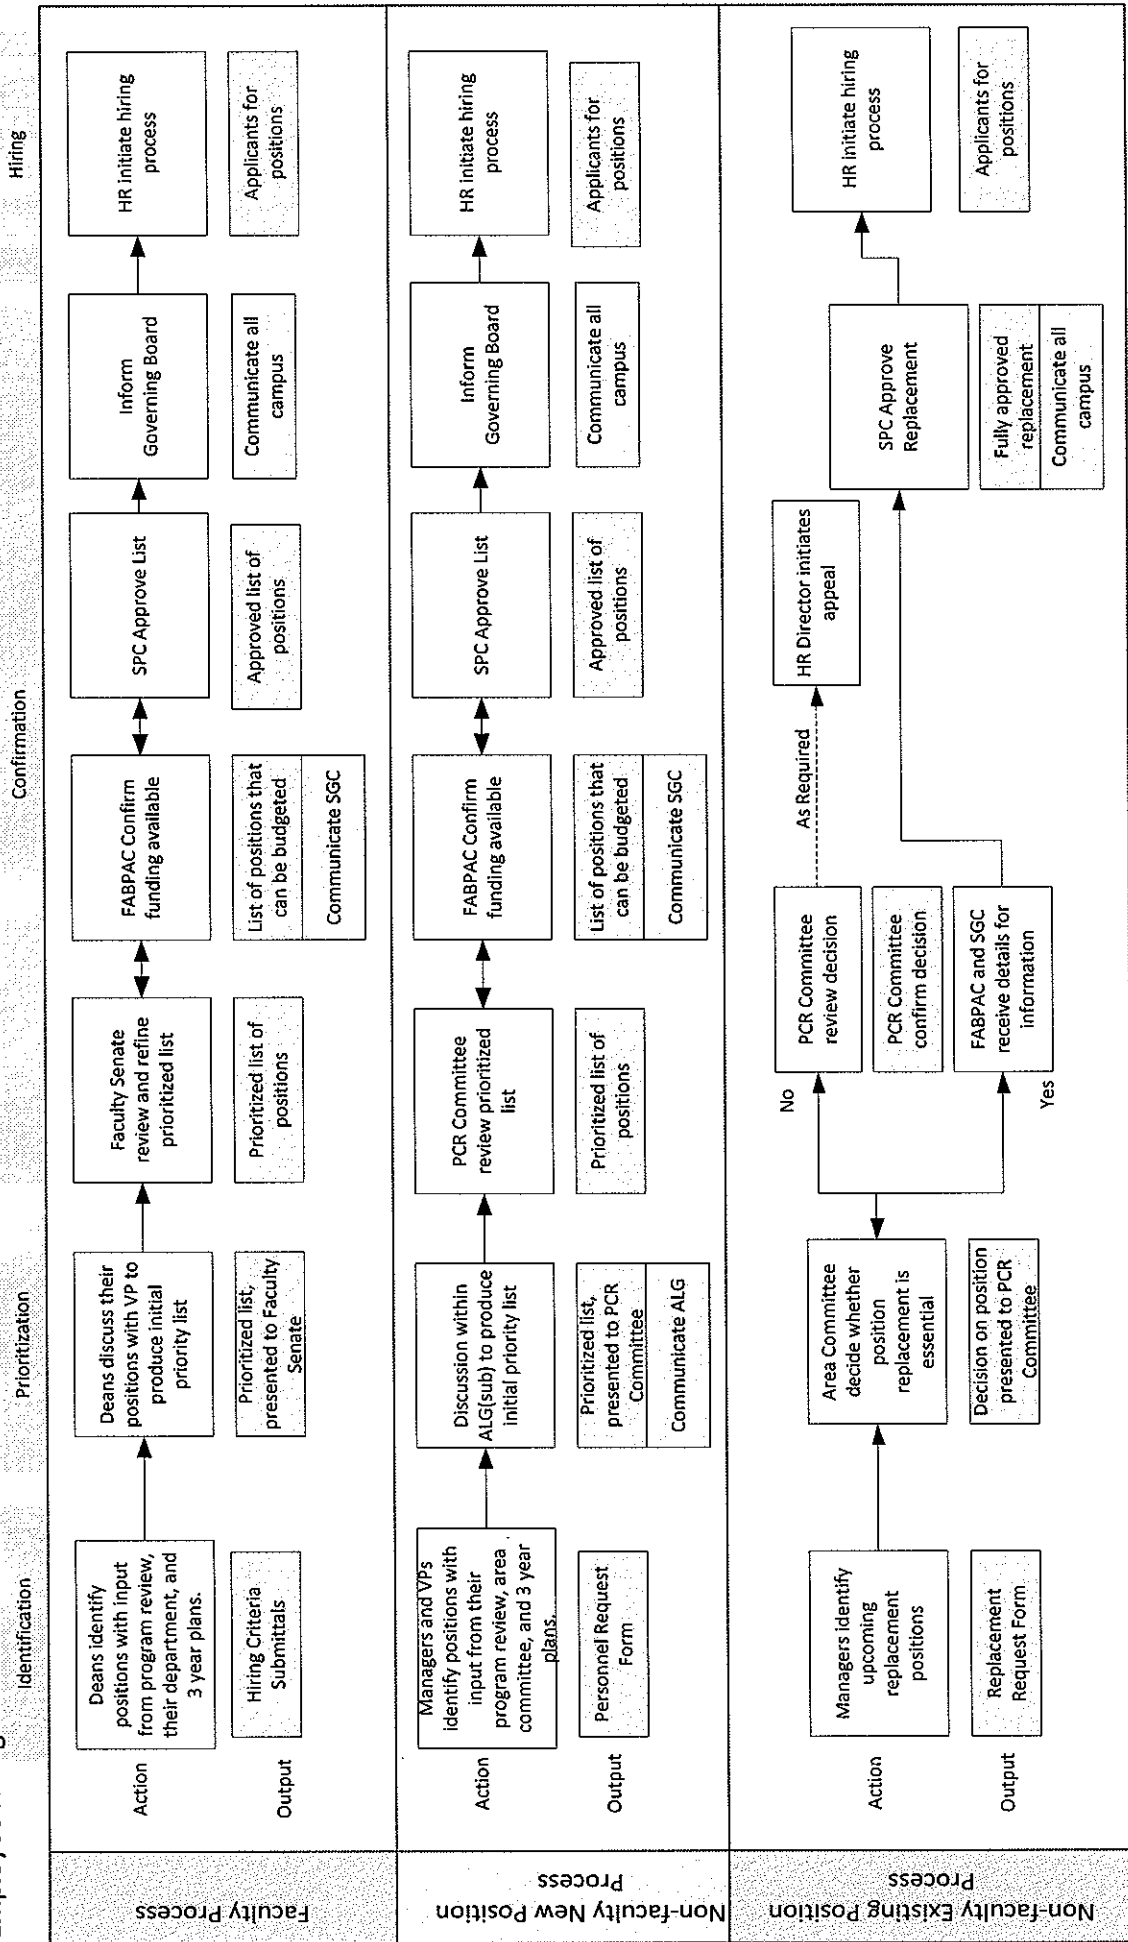 Identification
Prioritization
Confirmation
Hiring
Faculty Process
Action
Deans identify
positions with input
from program review,
their department, and
3 year plans.
Deans discuss their
positions with VP to
produce initial
priority list
Faculty Senate
review and refine
prioritized list
FABPAC Confirm
funding available
SPC Approve List
Inform
Governing Board
HR initiate hiring
process
Output
Hiring Criteria
Submittals
Prioritized list,
presented to Faculty
Senate
Prioritized list of
positions
List of positions that
can be budgeted
Communicate SGC
Approved list of
positions
Communicate all
campus
Applicants for
positions
Non-faculty New Position
Process
Action
Managers and VPs
identify positions with
input from their
program review, area
committee, and 3 year
plans.
Discussion within
ALG(sub) to produce
initial priority list
PCR Committee
review prioritized
list
FABPAC Confirm
funding available
SPC Approve List
Inform
Governing Board
HR initiate hiring
process
Output
Personnel Request
Form
Prioritized list,
presented to PCR
Committee
Communicate ALG
Prioritized list of
positions
List of positions that
can be budgeted
Communicate SGC
Approved list of
positions
Communicate all
campus
Applicants for
positions
Non-faculty Existing Position
Process
Action
Managers identify
upcoming
replacement
positions
Area Committee
decide whether
position
replacement is
essential
No
PCR Committee
review decision
As Required
HR Director initiates
appeal
PCR Committee
confirm decision
Yes
FABPAC and SGC
receive details for
information
SPC Approve
Replacement
HR initiate hiring
process
Output
Replacement
Request Form
Decision on position
presented to PCR
Committee
Fully approved
replacement
Communicate all
campus
Applicants for
positions